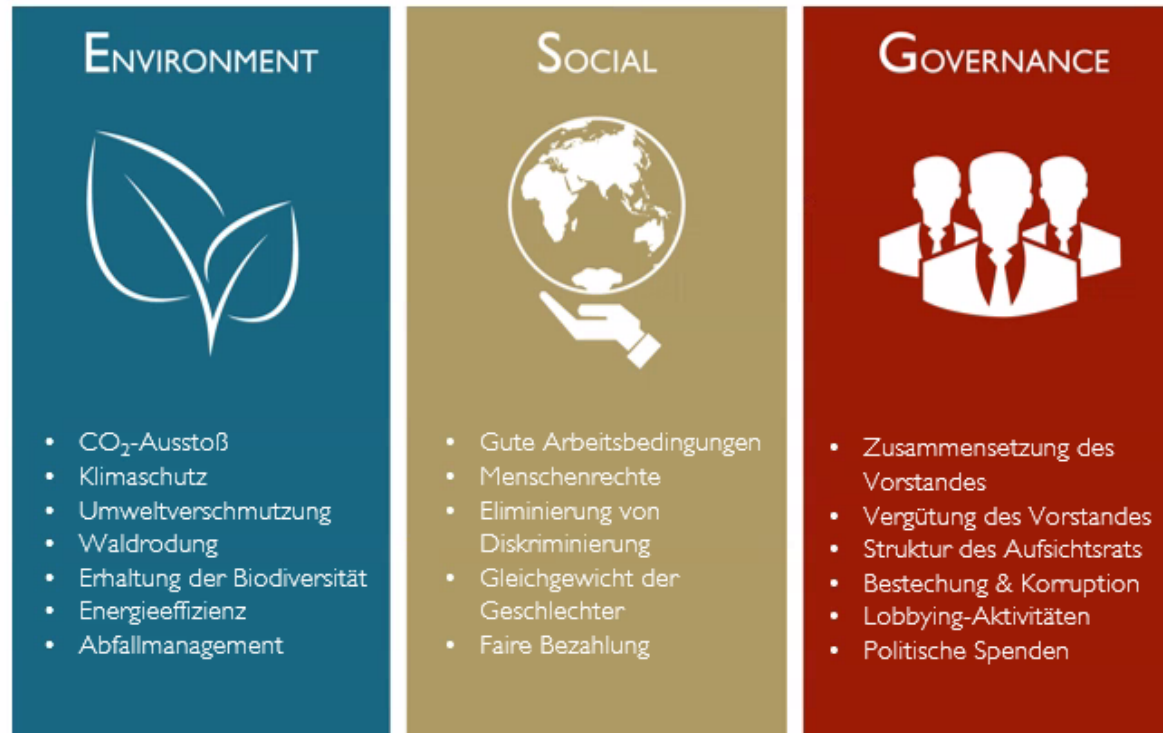 ENVIRONMENT
• CO₂-Ausstoß
• Klimaschutz
• Umweltverschmutzung
• Waldrodung
• Erhaltung der Biodiversität
• Energieeffizienz
• Abfallmanagement
SOCIAL
• Gute Arbeitsbedingungen
• Menschenrechte
• Eliminierung von
Diskriminierung
• Gleichgewicht der
Geschlechter
• Faire Bezahlung
GOVERNANCE
• Zusammensetzung des
Vorstandes
• Vergütung des Vorstandes
• Struktur des Aufsichtsrats
• Bestechung & Korruption
• Lobbying-Aktivitäten
• Politische Spenden